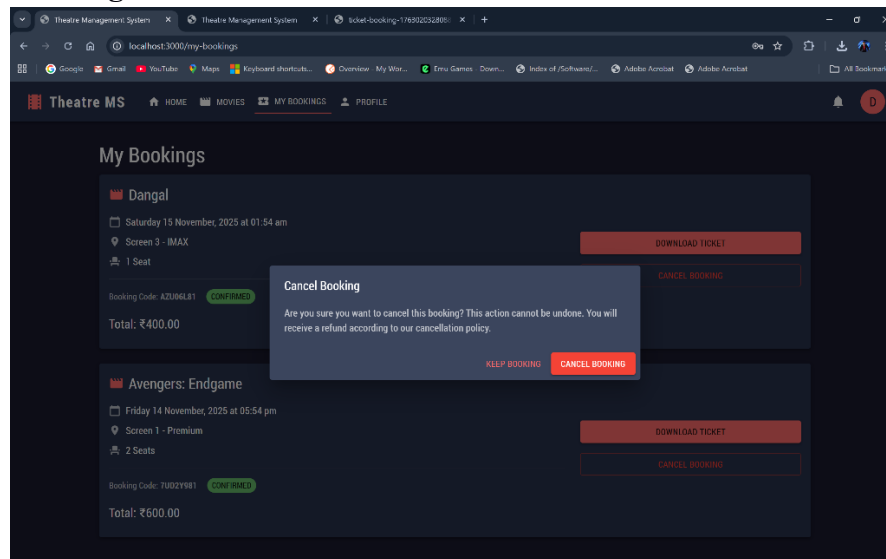 Theatre Management System
Theatre Management System
ticket-booking-1763020328085
localhost:3000/my-bookings
Google
Gmail
YouTube
Maps
Keyboard shortcuts...
Overview · My Wor...
Emu Games · Down...
Index of /Software/...
Adobe Acrobat
Adobe Acrobat
All Bookmar
Theatre MS
HOME
MOVIES
MY BOOKINGS
PROFILE
D
My Bookings
Dangal
Saturday 15 November, 2025 at 01:54 am
Screen 3 - IMAX
1 Seat
DOWNLOAD TICKET
CANCEL BOOKING
Booking Code: AZU06L81 CONFIRMED
Total: ₹400.00
Cancel Booking
Are you sure you want to cancel this booking? This action cannot be undone. You will
receive a refund according to our cancellation policy.
KEEP BOOKING
CANCEL BOOKING
Avengers: Endgame
Friday 14 November, 2025 at 05:54 pm
Screen 1 - Premium
2 Seats
DOWNLOAD TICKET
CANCEL BOOKING
Booking Code: 7U02Y981 CONFIRMED
Total: ₹600.00